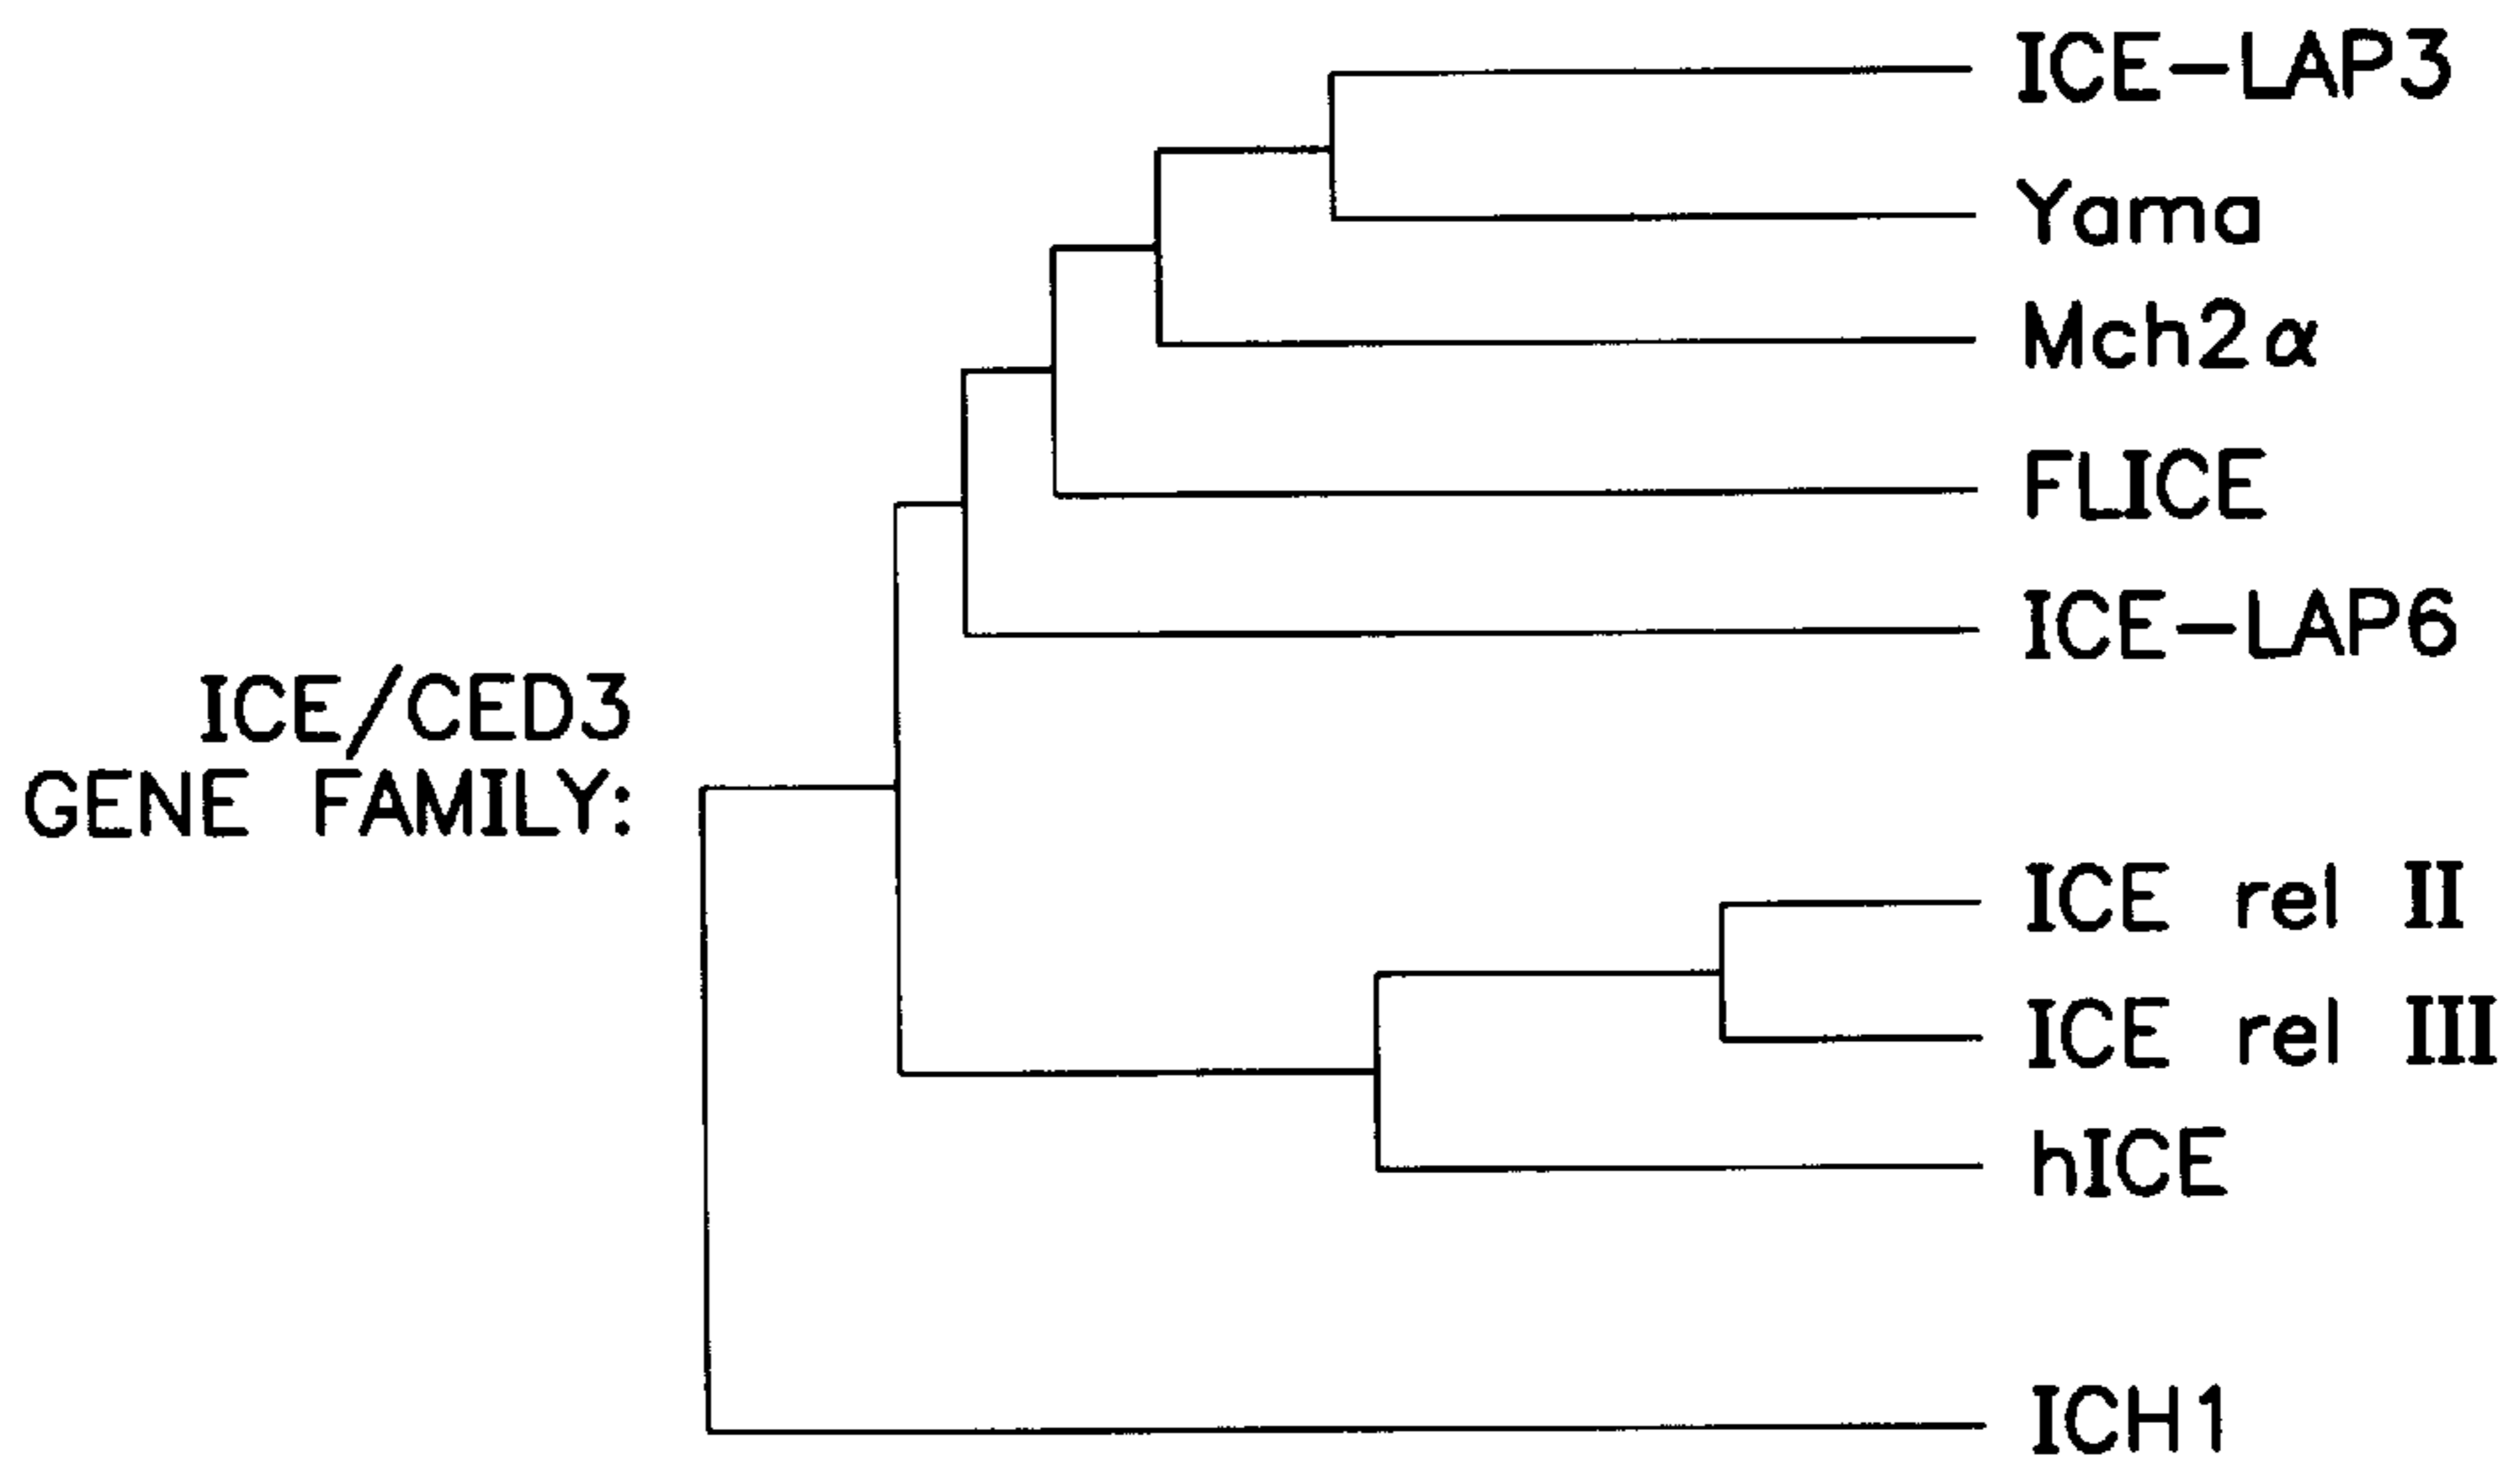 ICE-LAP3
Yama
Mch2α
FLICE
ICE-LAP6
ICE/CED3
GENE FAMILY:
ICE rel II
ICE rel III
hICE
ICH1